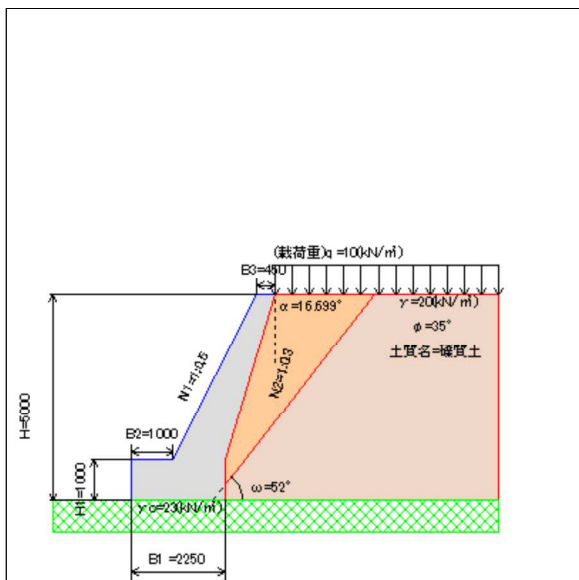 (載荷重)q =10(kN/㎡)
B3=450
α=16.699°
γ=20(kN/㎥)
φ=35°
土質名=礫質土
N1=1:0.5
N2=1:0.3
H=5000
B2=1000
H1=1000
ω=52°
γc=23(kN/㎥)
B1 =2250